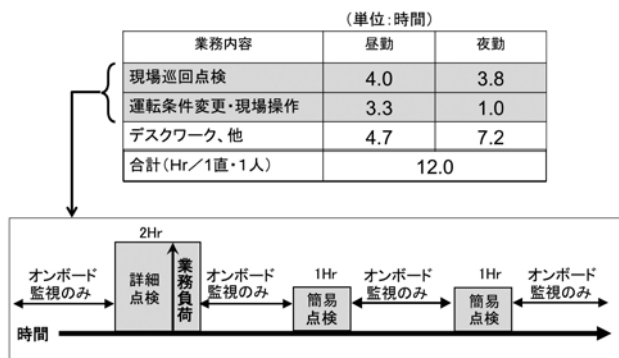 (単位:時間)
業務内容 昼勤 夜勤
現場巡回点検 4.0 3.8
運転条件変更・現場操作 3.3 1.0
デスクワーク、他 4.7 7.2
合計(Hr/1直・1人) 12.0
2Hr
オンボード
監視のみ
詳細
点検
業務負荷
オンボード
監視のみ
1Hr
簡易
点検
オンボード
監視のみ
1Hr
簡易
点検
オンボード
監視のみ
時間